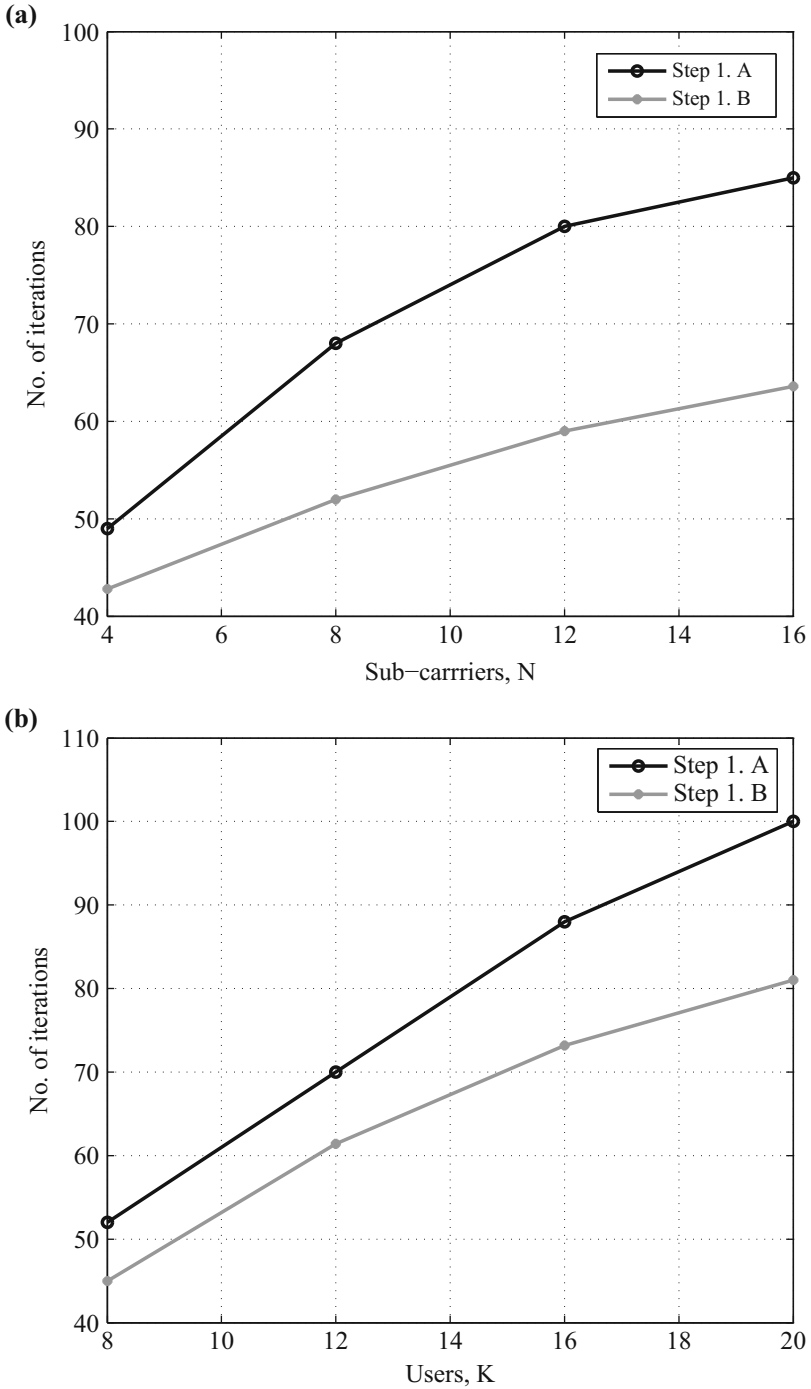 (a)
100
90
80
70
60
50
40
No. of iterations
Step 1. A
Step 1. B
4 6 8 10 12 14 16
Sub-carrriers, N
(b)
110
100
90
80
70
60
50
40
No. of iterations
Step 1. A
Step 1. B
8 10 12 14 16 18 20
Users, K